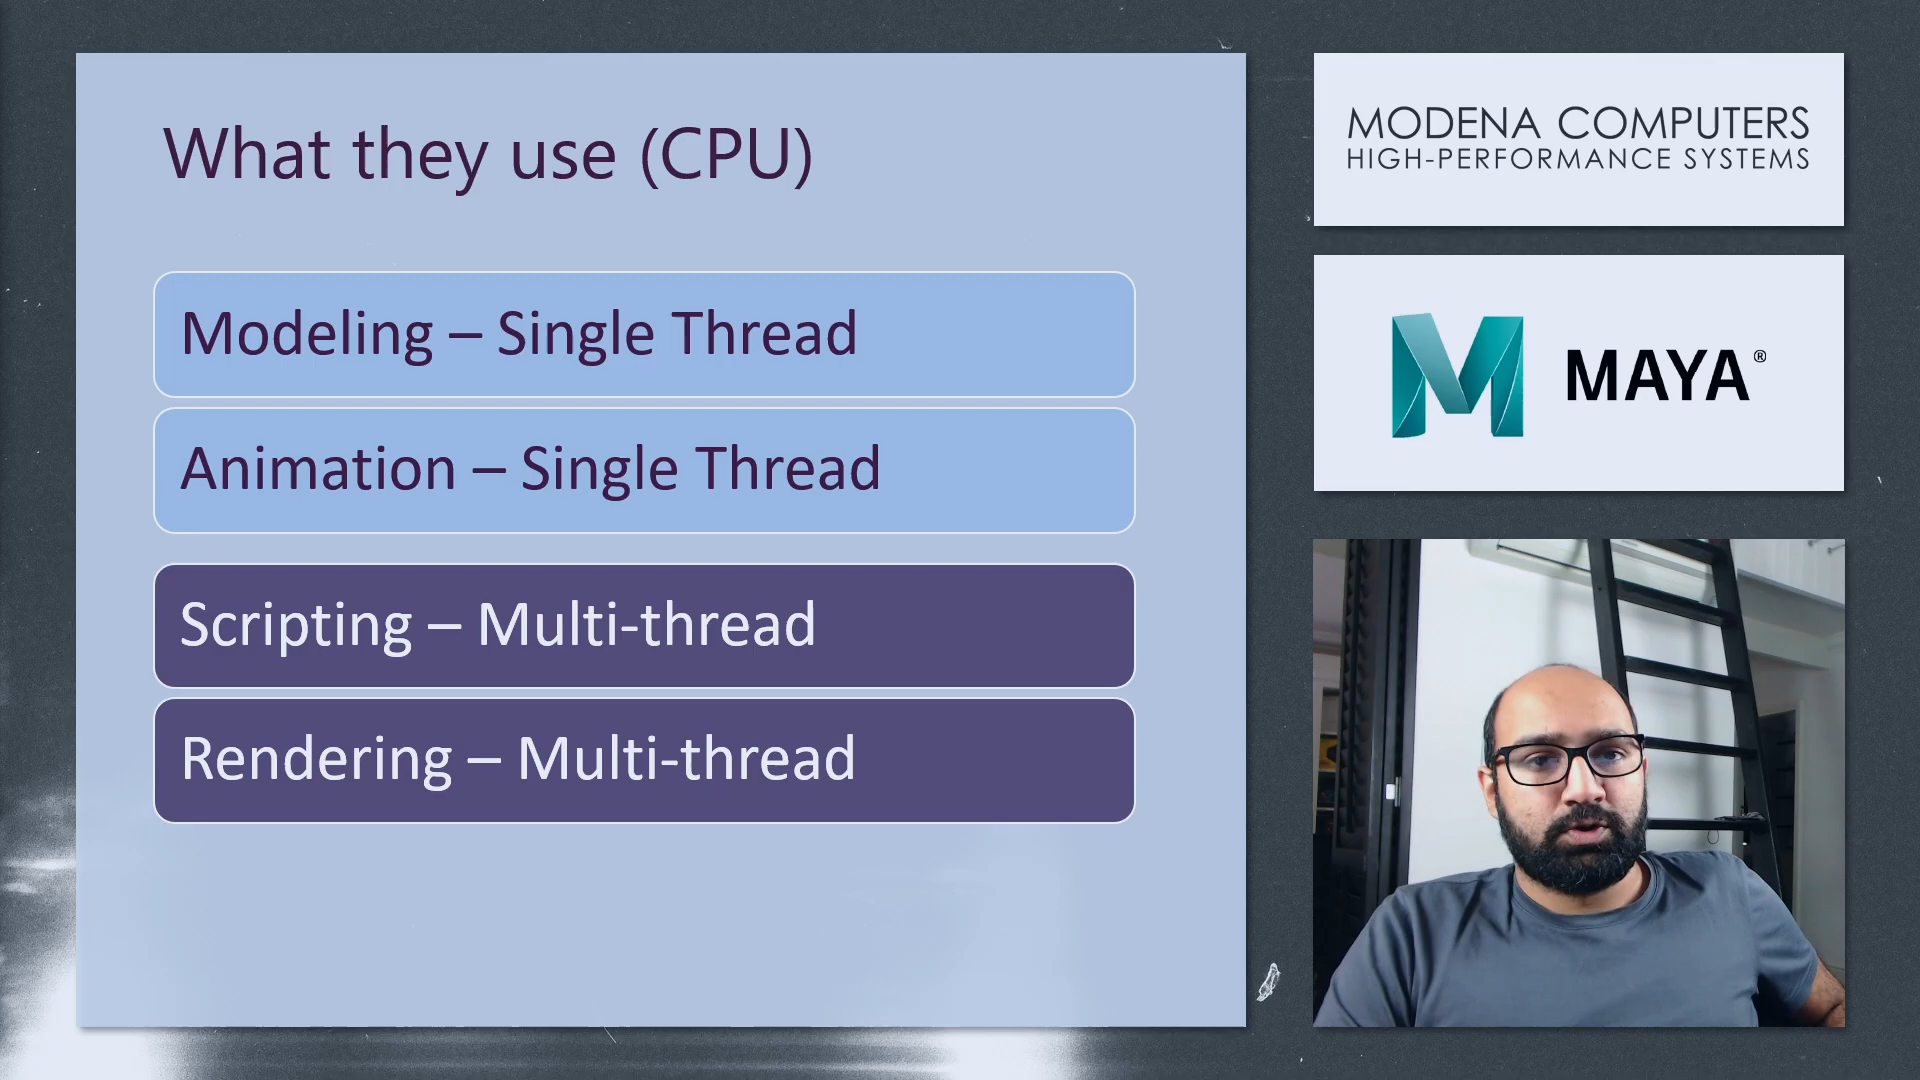 What they use (CPU)
Modeling – Single Thread
Animation – Single Thread
Scripting – Multi-thread
Rendering – Multi-thread
MODENA COMPUTERS
HIGH-PERFORMANCE SYSTEMS
MAYA®